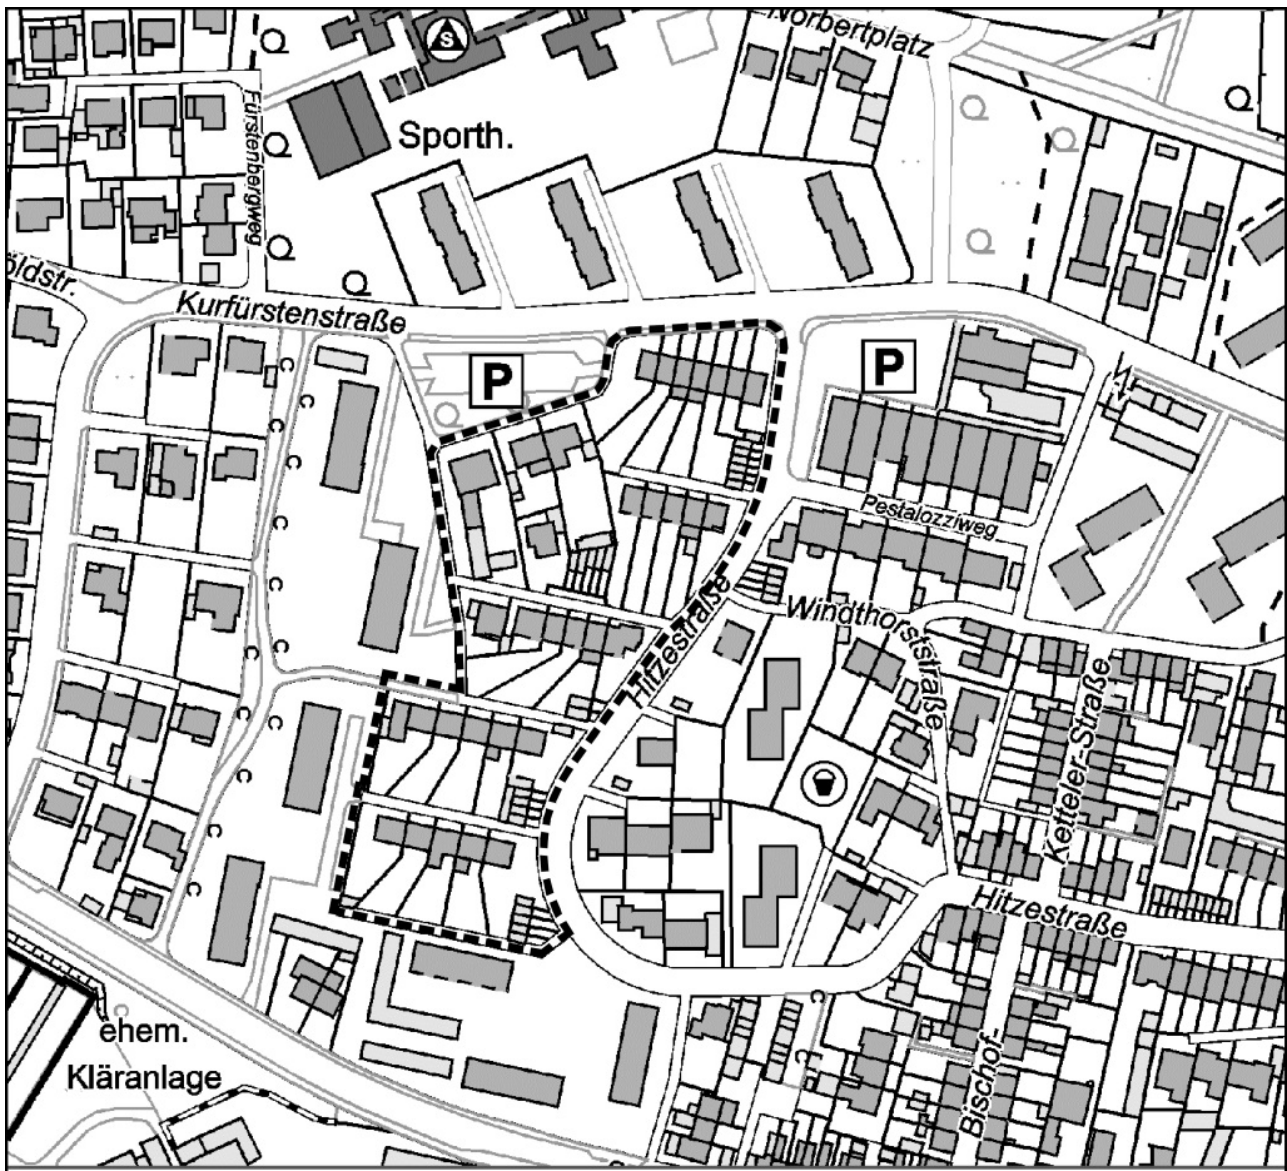 Norbertplatz
S
Sporth.
Fürstenbergweg
öldstr.
Kurfürstenstraße
P
P
Pestalozziweg
Windthorststraße
Hitzestraße
Ketteler-Straße
Hitzestraße
Bischof-
ehem.
Kläranlage